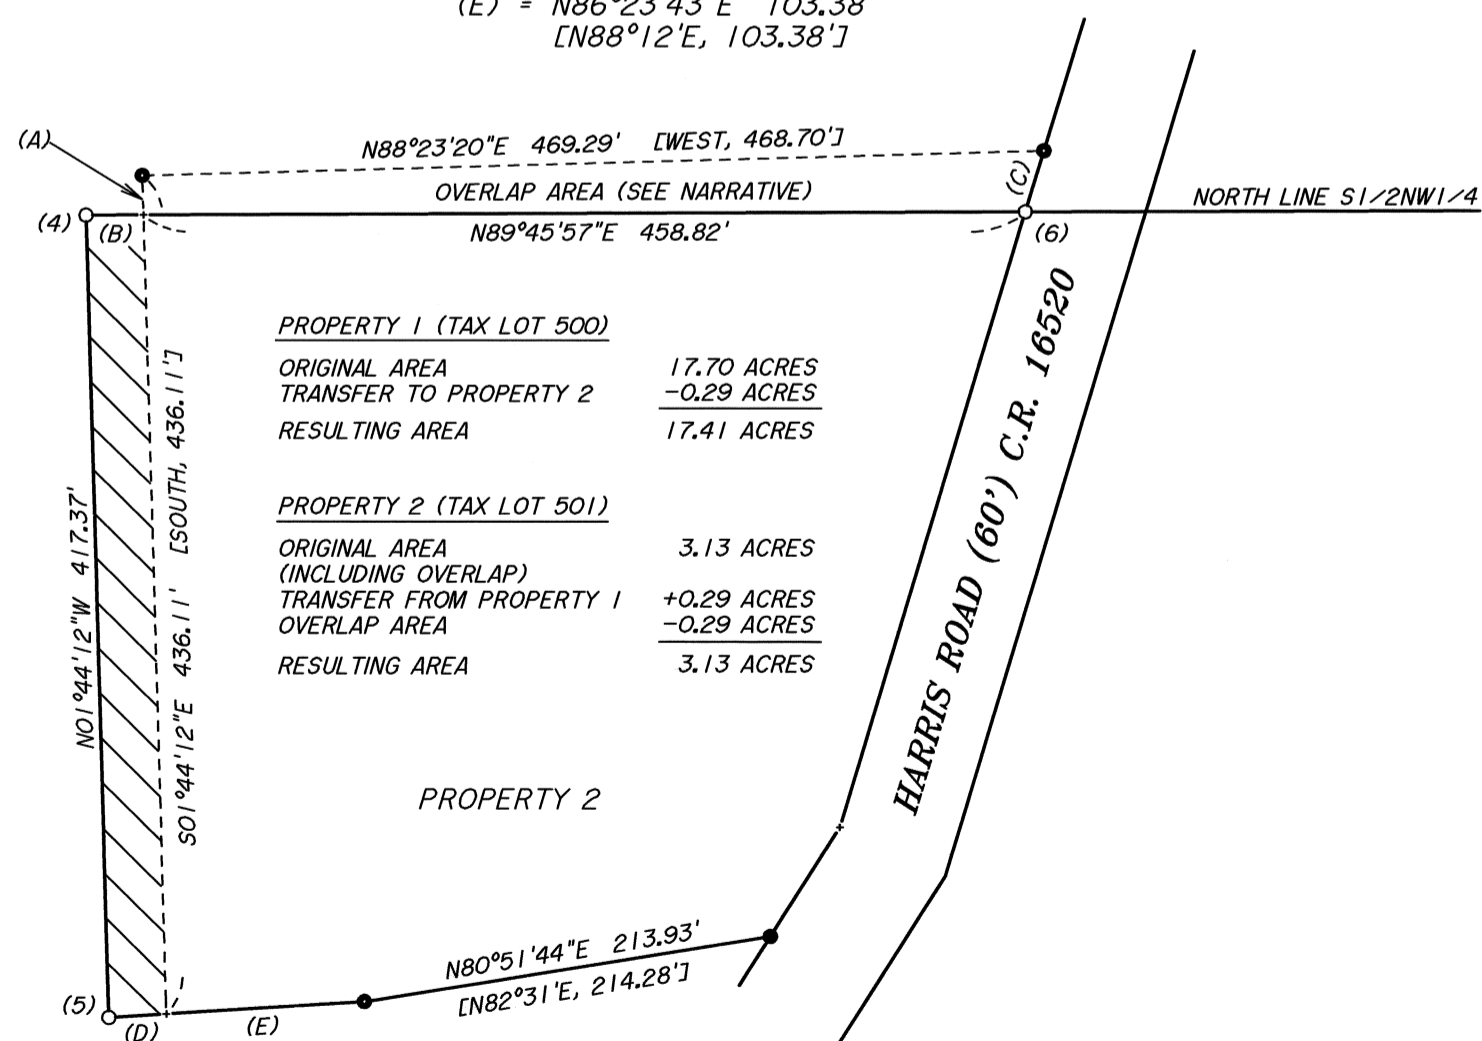 (E) = N86°23'43"E 103.38'
[N88°12'E, 103.38']
(A)
N88°23'20"E 469.29' [WEST, 468.70']
(C)
OVERLAP AREA (SEE NARRATIVE)
NORTH LINE S1/2NW1/4
(4)
(B)
N89°45'57"E 458.82'
(6)
PROPERTY 1 (TAX LOT 500)
ORIGINAL AREA 17.70 ACRES
TRANSFER TO PROPERTY 2 -0.29 ACRES
RESULTING AREA 17.41 ACRES
PROPERTY 2 (TAX LOT 501)
ORIGINAL AREA 3.13 ACRES
(INCLUDING OVERLAP)
TRANSFER FROM PROPERTY 1 +0.29 ACRES
OVERLAP AREA -0.29 ACRES
RESULTING AREA 3.13 ACRES
N01°44'12"W 417.37'
S01°44'12"E 436.11' [SOUTH, 436.11']
HARRIS ROAD (60') C.R. 16520
PROPERTY 2
N80°51'44"E 213.93'
[N82°31'E, 214.28']
(5)
(D)
(E)